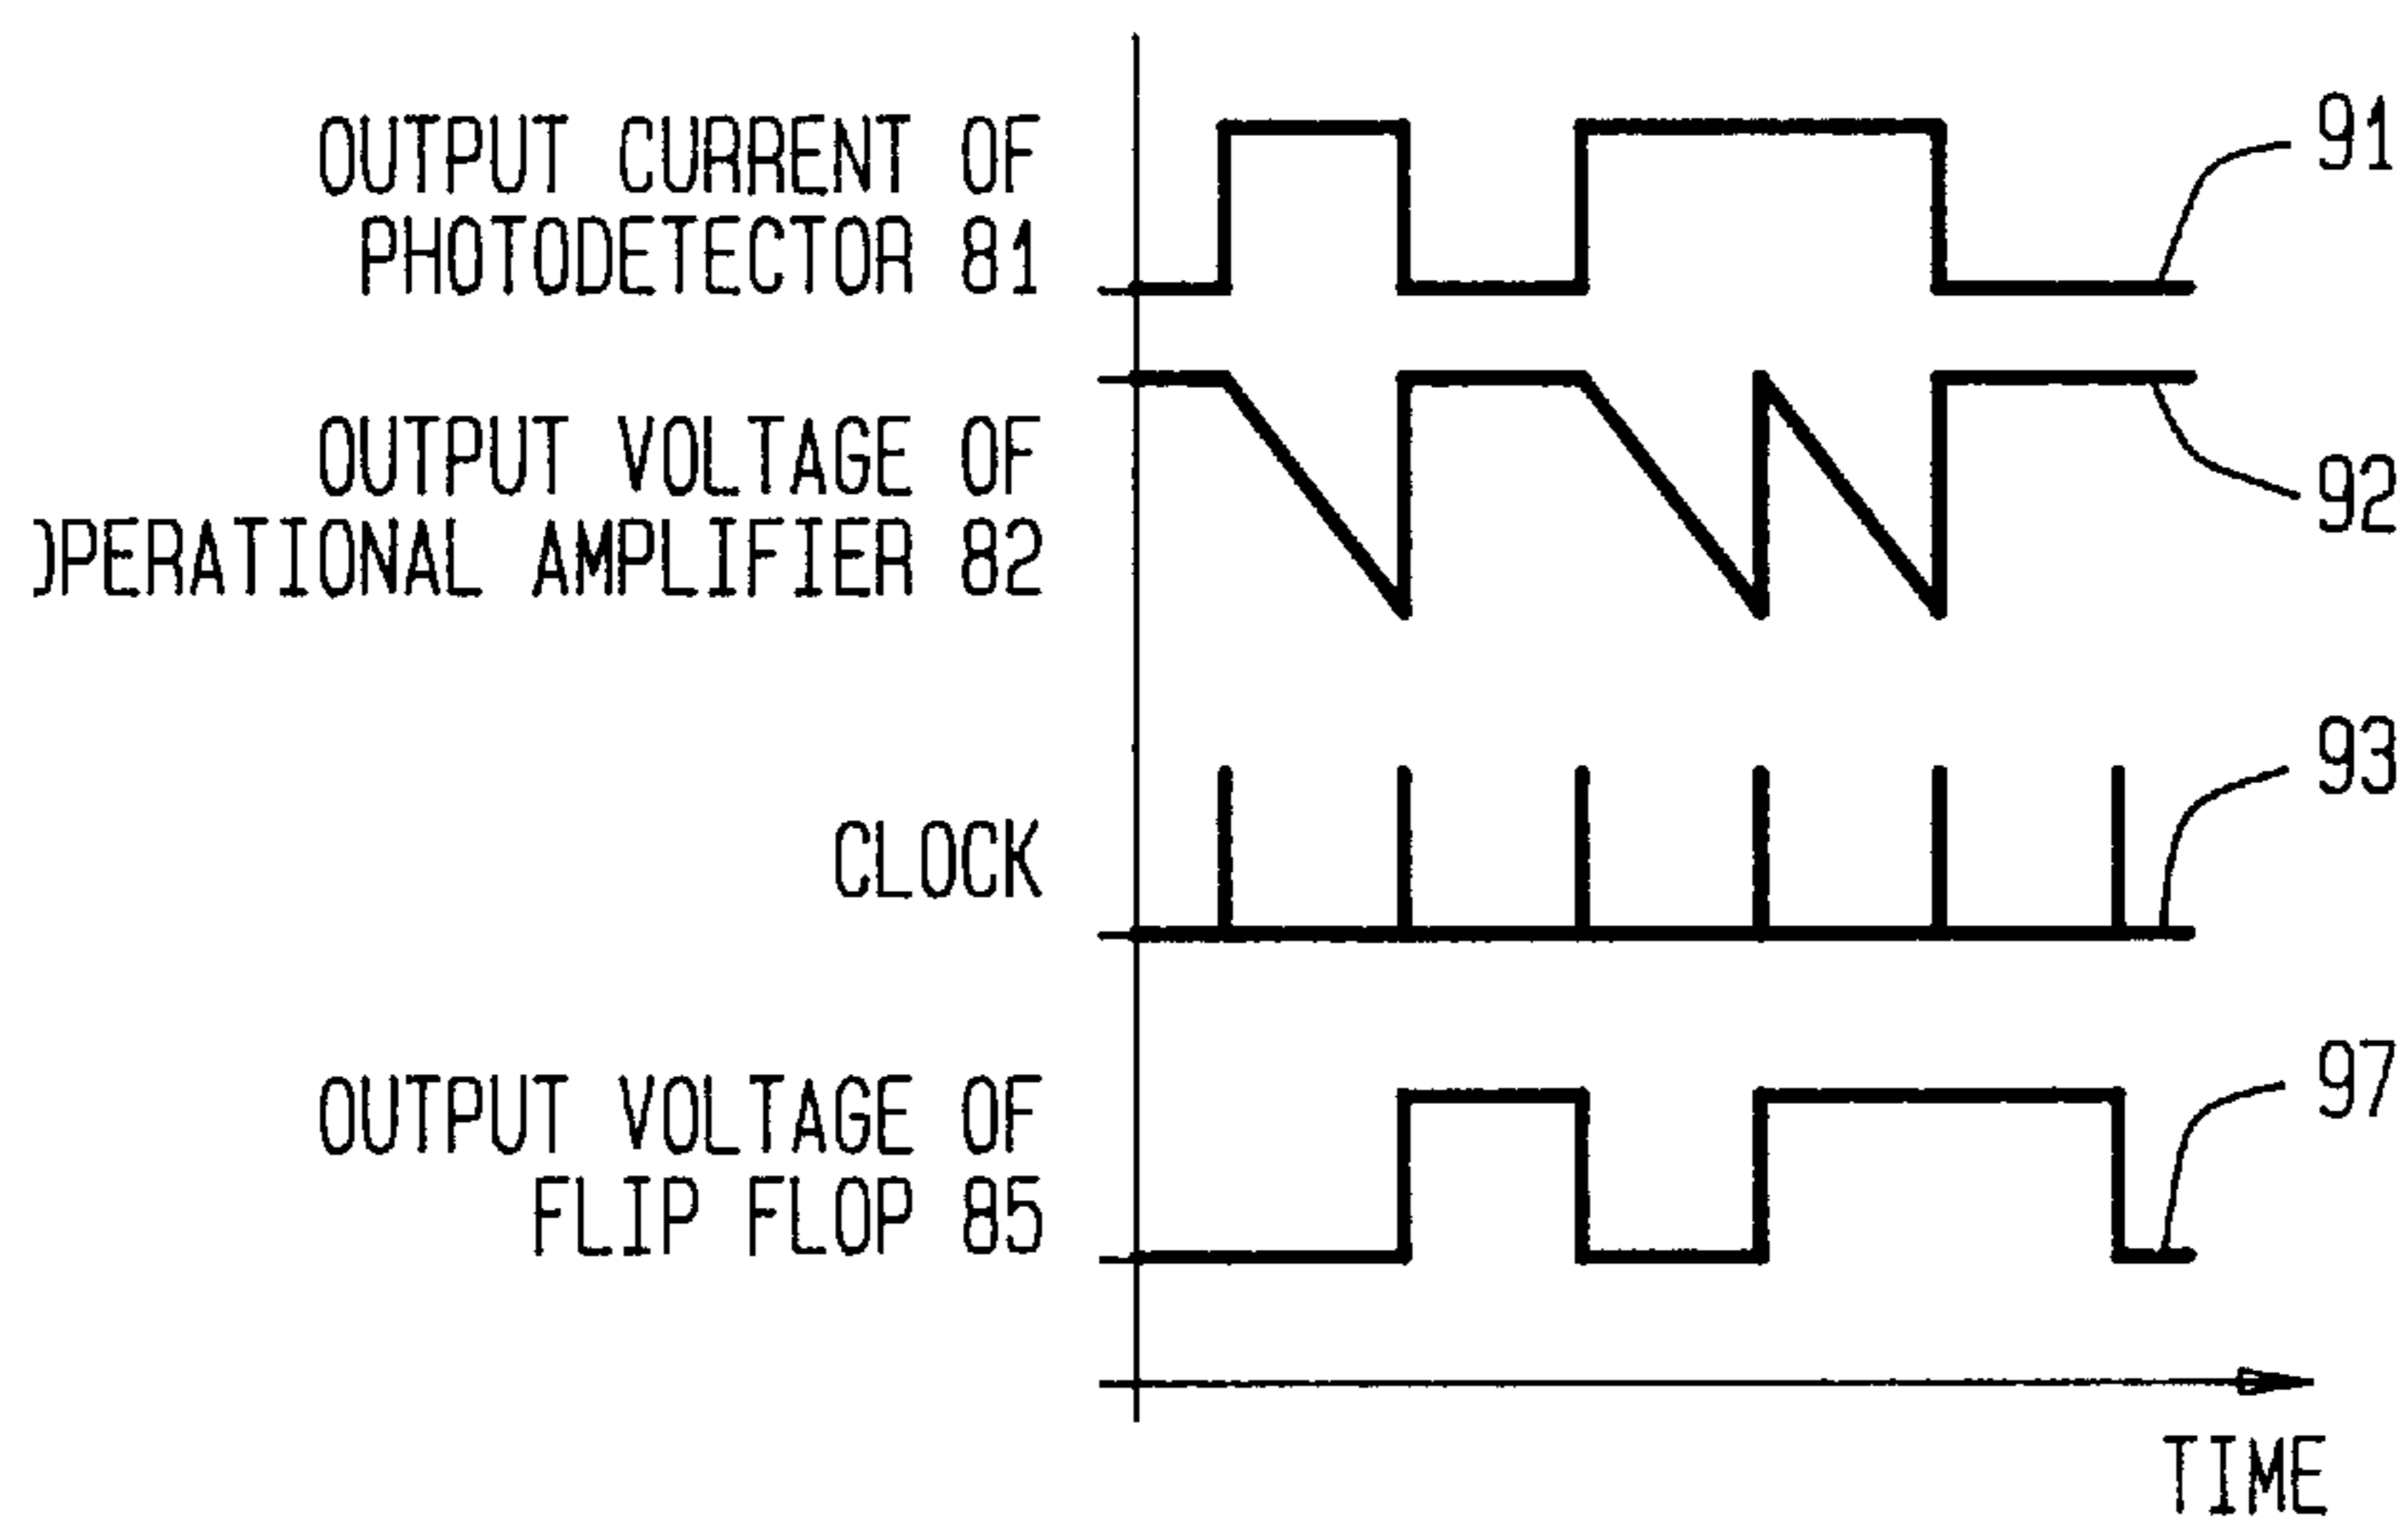 OUTPUT CURRENT OF
PHOTODETECTOR 81
91
OUTPUT VOLTAGE OF
OPERATIONAL AMPLIFIER 82
92
93
CLOCK
97
OUTPUT VOLTAGE OF
FLIP FLOP 85
TIME